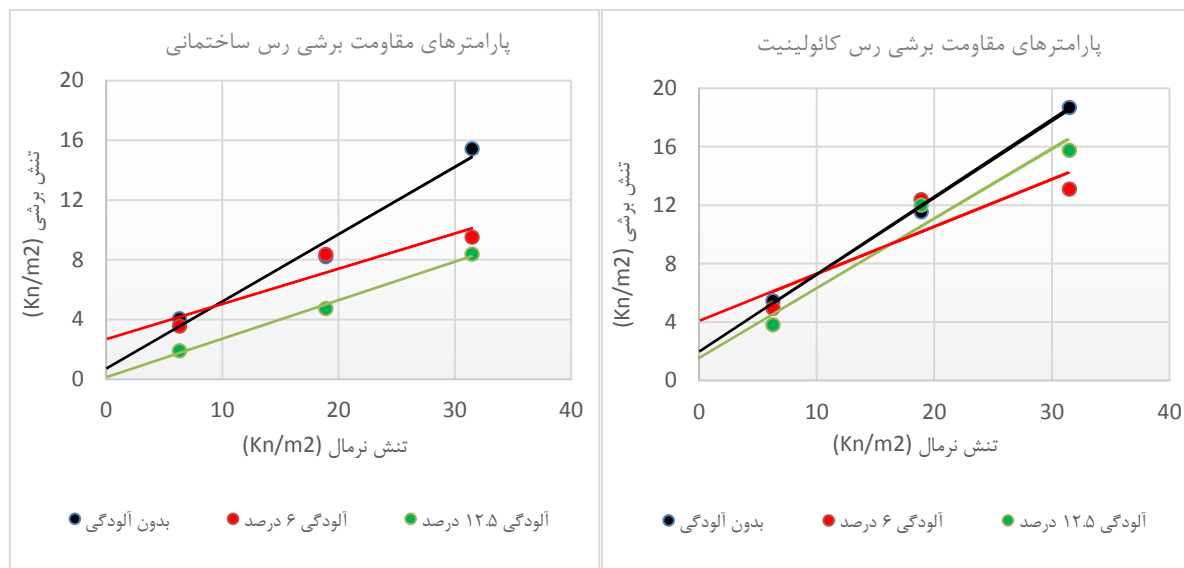 پارامترهای مقاومت برشی رس ساختمانی
تنش برشی (Kn/m2)
20
16
12
8
4
0
0 10 20 30 40
تنش نرمال (Kn/m2)
بدون آلودگی
آلودگی ۶ درصد
آلودگی ۱۲.۵ درصد
پارامترهای مقاومت برشی رس کائولینیت
تنش برشی (Kn/m2)
20
16
12
8
4
0
0 10 20 30 40
تنش نرمال (Kn/m2)
بدون آلودگی
آلودگی ۶ درصد
آلودگی ۱۲.۵ درصد